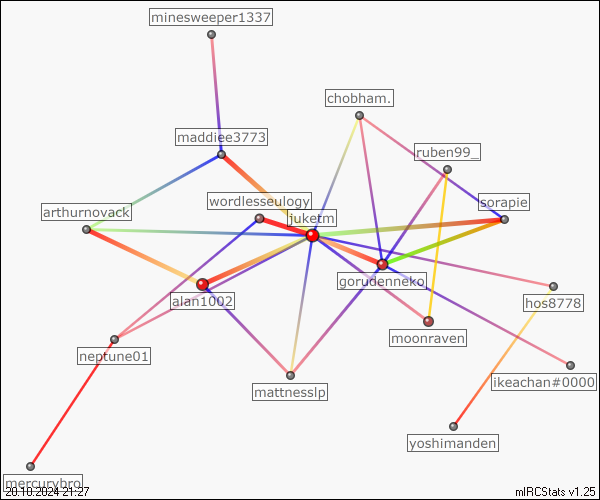 minesweeper1337
chobham.
maddiee3773
ruben99_
wordlesseulogy
sorapie
arthurnovack
juketm
gorudenneko
alan1002
hos8778
moonraven
neptune01
ikeachan#0000
mattnesslp
yoshimanden
mercurybro
20.10.2024 21:27
mIRCStats v1.25